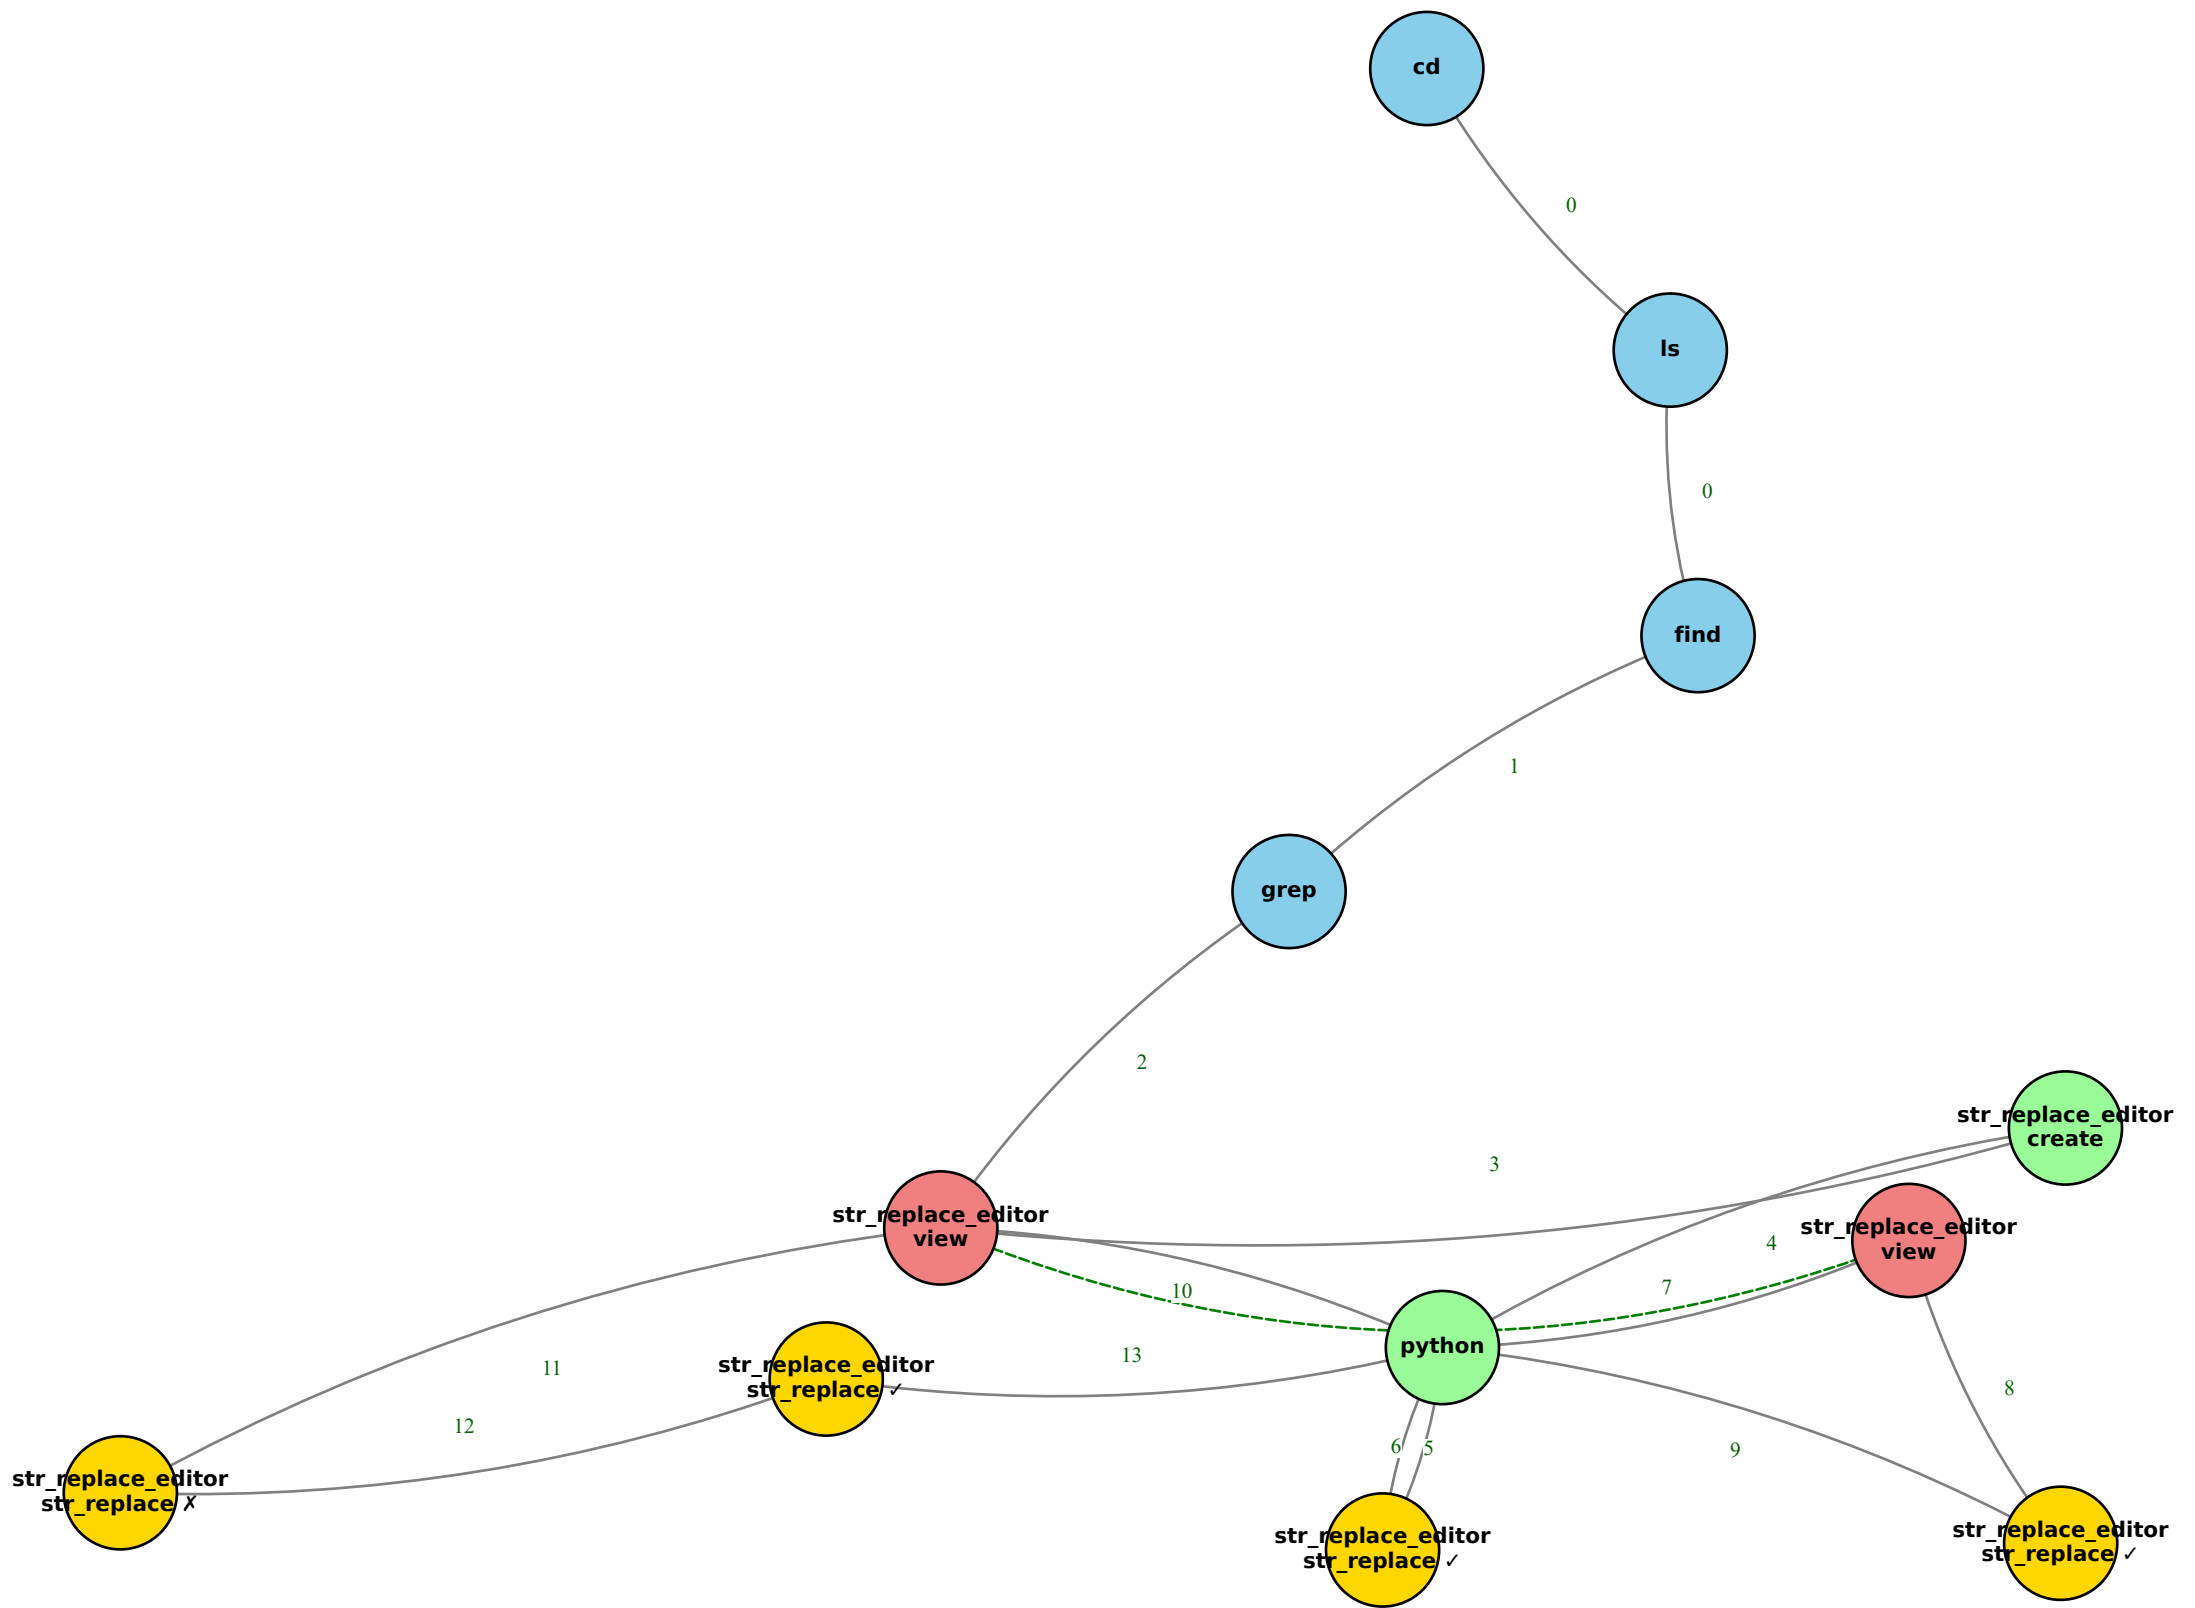 cd
0
ls
0
find
1
grep
2
str_replace_editor
create
3
str_replace_editor
view
str_replace_editor
view
4
7
10
python
13
str_replace_editor
str_replace ✓
11
8
12
6
5
9
str_replace_editor
str_replace ✗
str_replace_editor
str_replace ✓
str_replace_editor
str_replace ✓